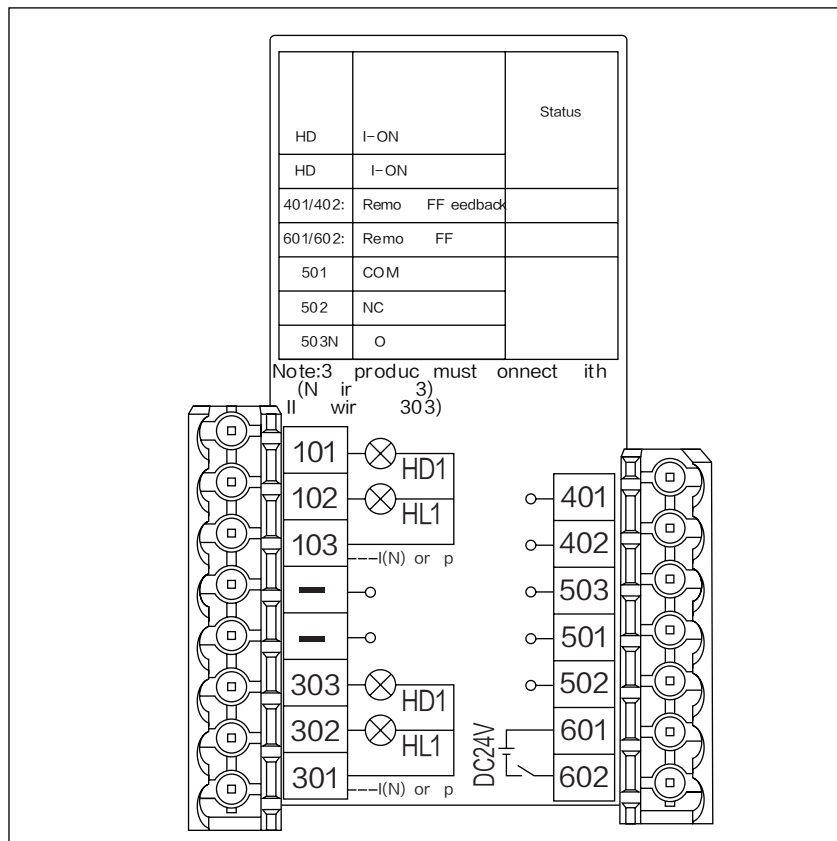 Status
HD I-ON
HD I-ON
401/402: Remo FF eedback
601/602: Remo FF
501 COM
502 NC
503N O
Note:3 produc must onnect ith
(N ir 3)
ll wir 303)
101 HD1
102 HL1
103
---I(N) or p
303 HD1
302 HL1
301
---I(N) or p
401
402
503
501
502
601
602
DC24V